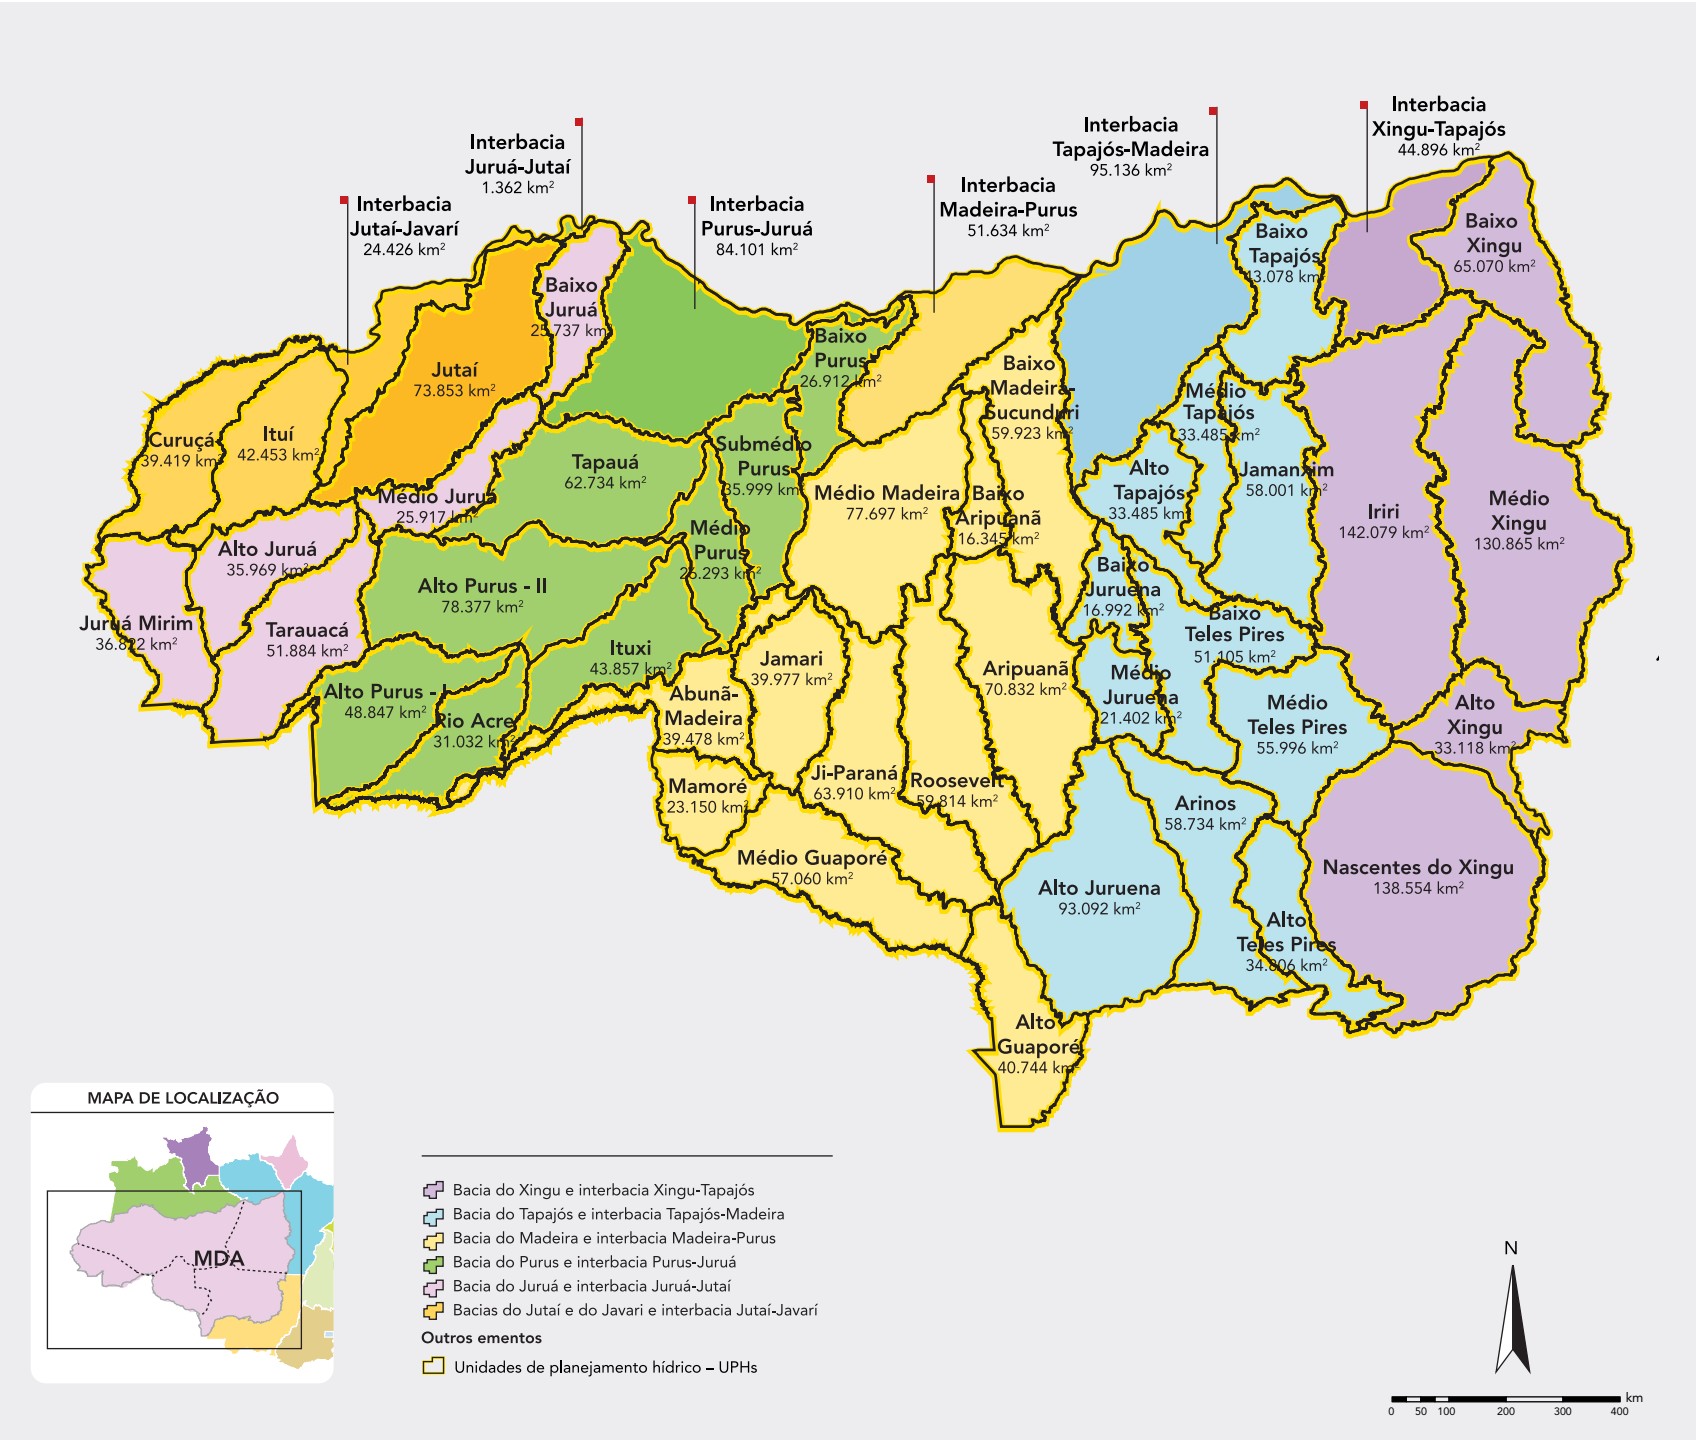 Interbacia
Xingu-Tapajós
44.896 km²
Interbacia
Tapajós-Madeira
95.136 km²
Interbacia
Juruá-Jutaí
1.362 km²
Interbacia
Madeira-Purus
51.634 km²
Interbacia
Jutaí-Javarí
24.426 km²
Interbacia
Purus-Juruá
84.101 km²
Baixo
Xingu
65.070 km²
Baixo
Tapajós
43.078 km²
Baixo
Juruá
25.737 km²
Baixo
Purus
26.912 km²
Jutaí
73.853 km²
Baixo
Madeira-
Sucunduri
59.923 km²
Médio
Tapajós
33.485 km²
Curuçá
39.419 km²
Ituí
42.453 km²
Submédio
Purus
35.999 km²
Tapauá
62.734 km²
Alto
Tapajós
33.485 km²
Jamanxim
58.001 km²
Médio Juruá
25.917 km²
Médio Madeira
77.697 km²
Baixo
Aripuanã
16.345 km²
Iriri
142.079 km²
Médio
Xingu
130.865 km²
Médio
Purus
26.293 km²
Alto Juruá
35.969 km²
Alto Purus - II
78.377 km²
Baixo
Juruena
16.992 km²
Juruá Mirim
36.822 km²
Tarauacá
51.884 km²
Baixo
Teles Pires
51.105 km²
Ituxi
43.857 km²
Jamari
39.977 km²
Aripuanã
70.832 km²
Médio
Juruena
21.402 km²
Alto Purus - I
48.847 km²
Rio Acre
31.032 km²
Abunã-
Madeira
39.478 km²
Médio
Teles Pires
55.996 km²
Alto
Xingu
33.118 km²
Mamoré
23.150 km²
Ji-Paraná
63.910 km²
Roosevelt
59.814 km²
Arinos
58.734 km²
Médio Guaporé
57.060 km²
Alto Juruena
93.092 km²
Nascentes do Xingu
138.554 km²
Alto
Teles Pires
34.806 km²
Alto
Guaporé
40.744 km²
MAPA DE LOCALIZAÇÃO
MDA
Bacia do Xingu e interbacia Xingu-Tapajós
Bacia do Tapajós e interbacia Tapajós-Madeira
Bacia do Madeira e interbacia Madeira-Purus
Bacia do Purus e interbacia Purus-Juruá
Bacia do Juruá e interbacia Juruá-Jutaí
Bacias do Jutaí e do Javari e interbacia Jutaí-Javarí
Outros ementos
Unidades de planejamento hídrico – UPHs
N
km
0 50 100 200 300 400